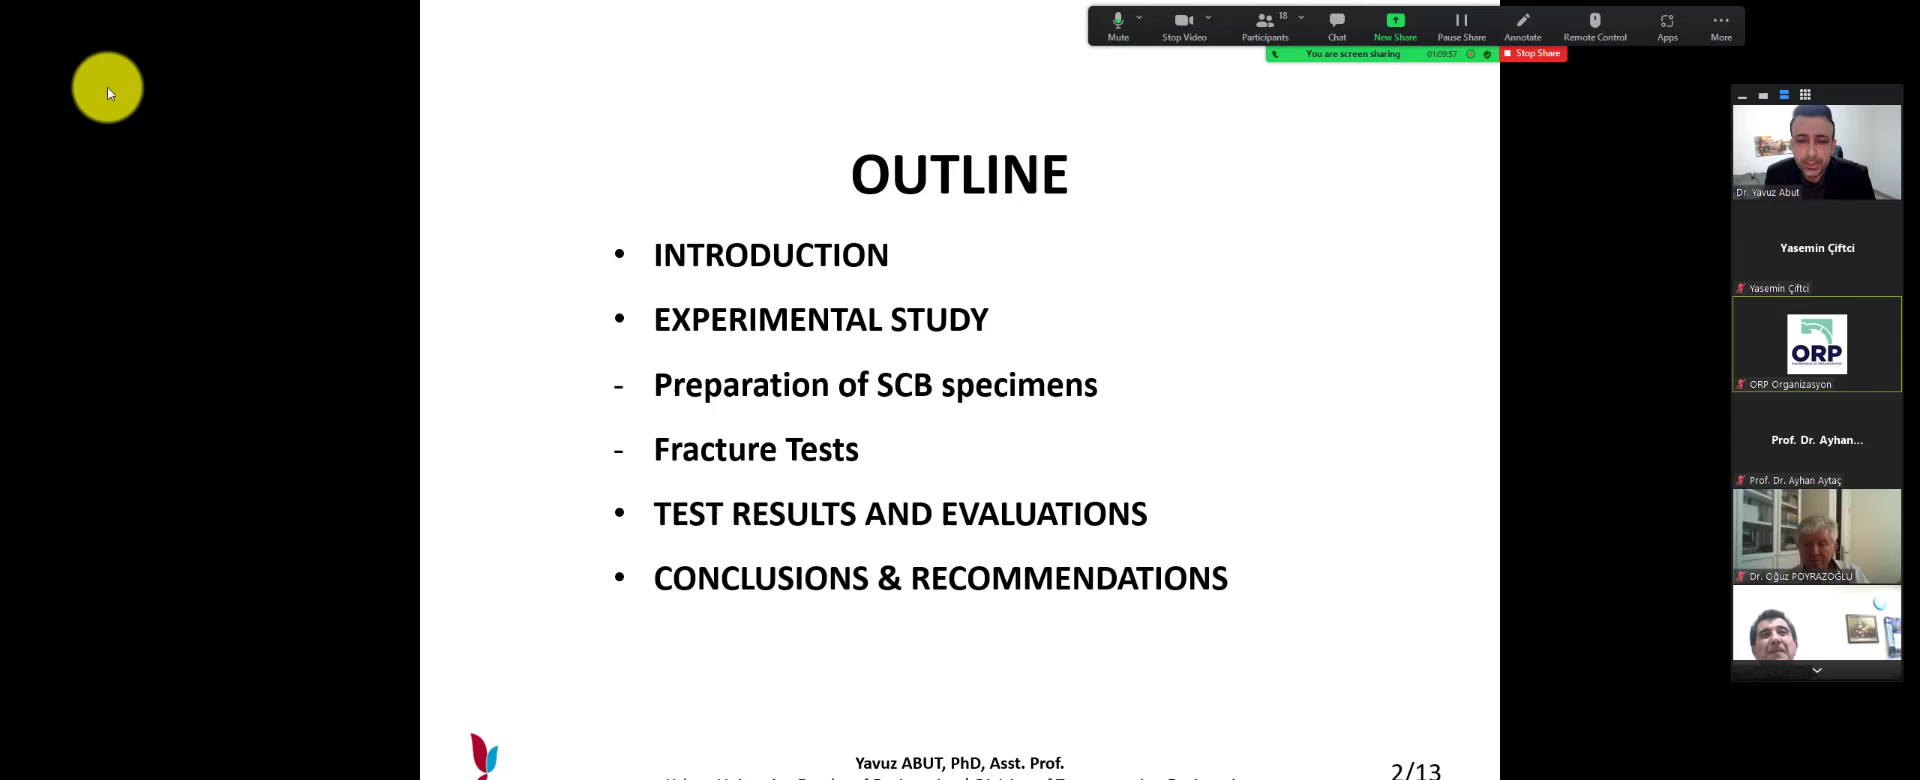 Mute
Stop Video
Participants
18
Chat
New Share
Pause Share
Annotate
Remote Control
Apps
More
You are screen sharing
01:09:57
Stop Share
OUTLINE
• INTRODUCTION
• EXPERIMENTAL STUDY
- Preparation of SCB specimens
- Fracture Tests
• TEST RESULTS AND EVALUATIONS
• CONCLUSIONS & RECOMMENDATIONS
Yavuz ABUT, PhD, Asst. Prof.
2/13
Dr. Yavuz Abut
Yasemin Çiftci
Yasemin Çiftci
ORP
ORP Organizasyon
Prof. Dr. Ayhan...
Prof. Dr. Ayhan Aytaç
Dr. Oğuz POYRAZOĞLU